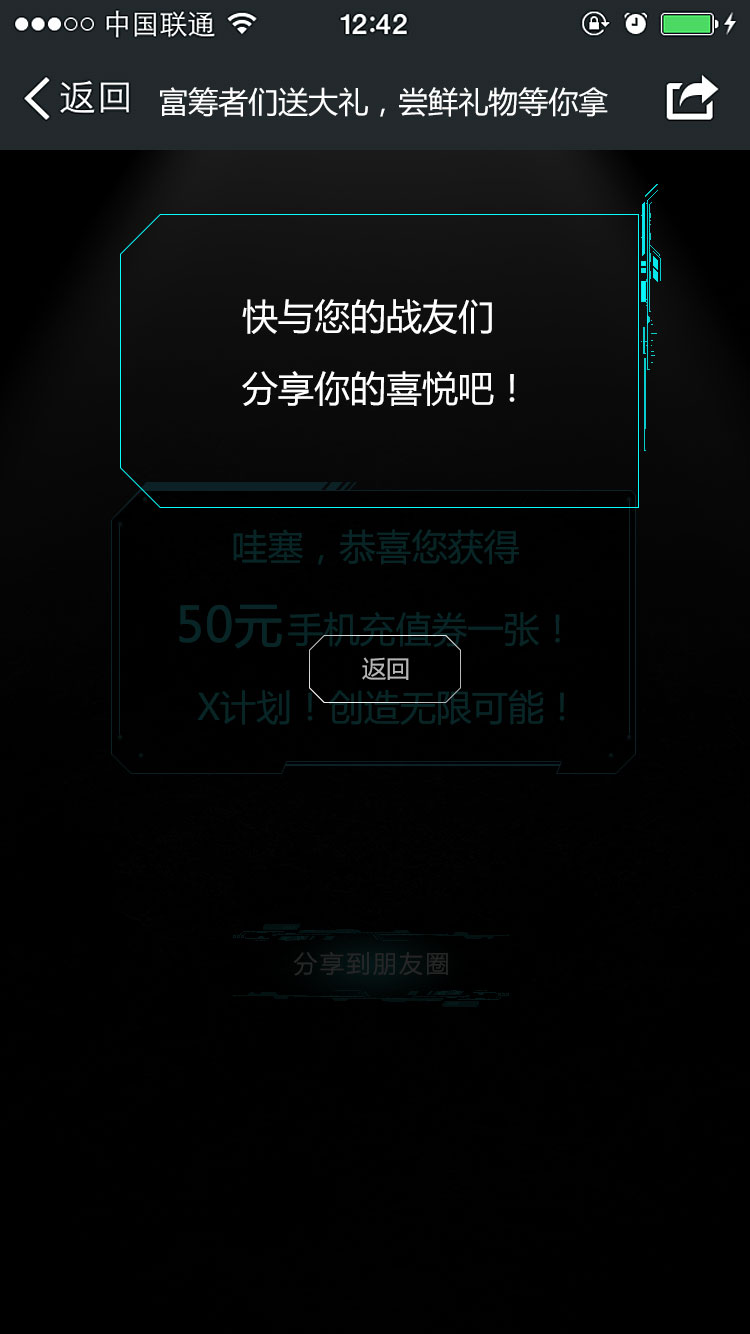 中国联通
12:42
返回
富筹者们送大礼，尝鲜礼物等你拿
快与您的战友们
分享你的喜悦吧！
哇塞，恭喜您获得
50元手机充值券一张！
返回
X计划！创造无限可能！
分享到朋友圈